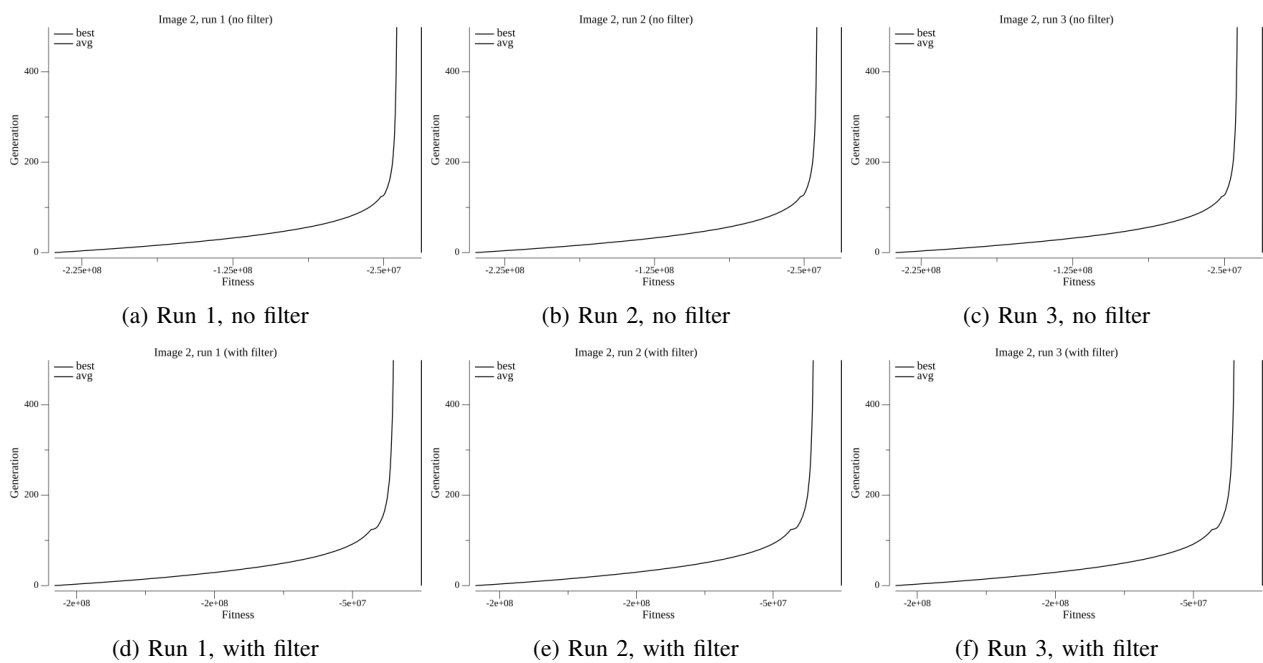 Image 2, run 1 (no filter)
best
avg
400
200
0
Generation
-2.25e+08
-1.25e+08
-2.5e+07
Fitness
(a) Run 1, no filter
Image 2, run 2 (no filter)
best
avg
400
200
0
Generation
-2.25e+08
-1.25e+08
-2.5e+07
Fitness
(b) Run 2, no filter
Image 2, run 3 (no filter)
best
avg
400
200
0
Generation
-2.25e+08
-1.25e+08
-2.5e+07
Fitness
(c) Run 3, no filter
Image 2, run 1 (with filter)
best
avg
400
200
0
Generation
-2e+08
-2e+08
-5e+07
Fitness
(d) Run 1, with filter
Image 2, run 2 (with filter)
best
avg
400
200
0
Generation
-2e+08
-2e+08
-5e+07
Fitness
(e) Run 2, with filter
Image 2, run 3 (with filter)
best
avg
400
200
0
Generation
-2e+08
-2e+08
-5e+07
Fitness
(f) Run 3, with filter